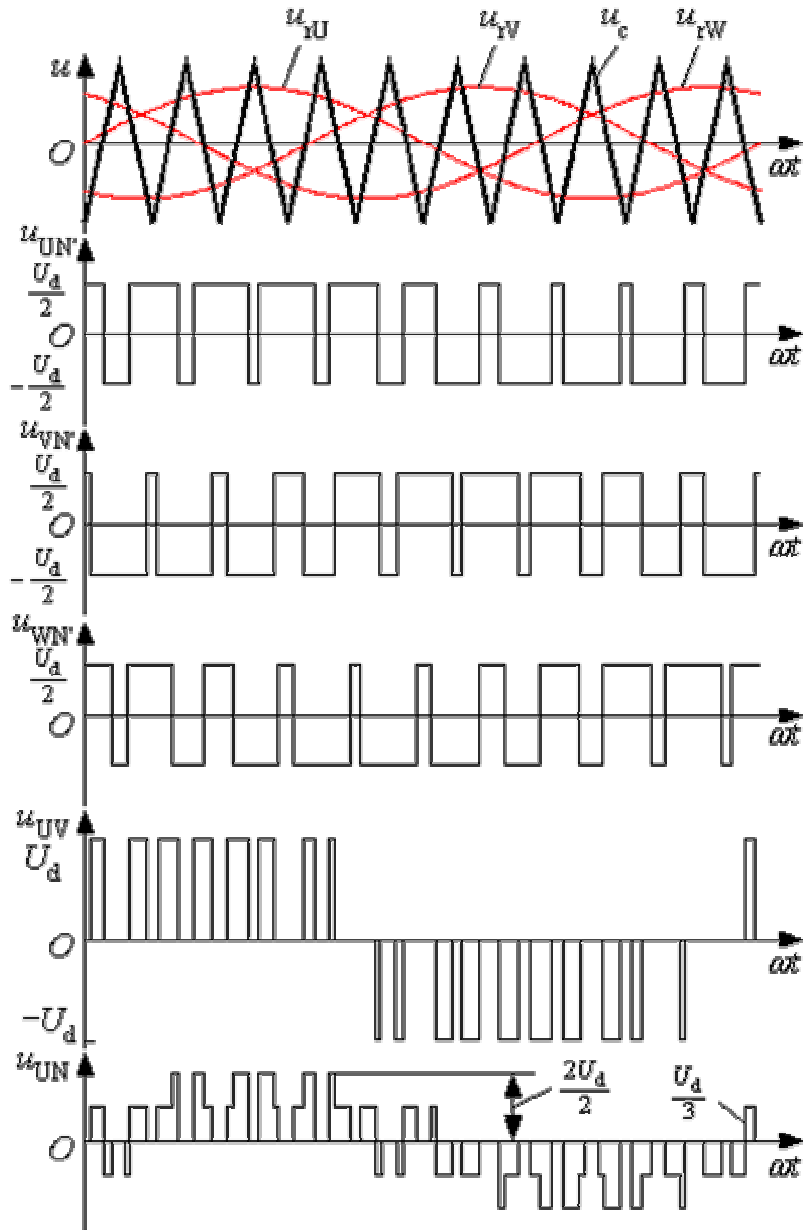 u_rU u_rV u_c u_rW
u
O
ωt
u_UN'
U_d/2
O
ωt
-U_d/2
u_VN'
U_d/2
O
ωt
-U_d/2
u_WN'
U_d/2
O
ωt
u_UV
U_d
O
ωt
-U_d
u_UN
2U_d/2
U_d/3
O
ωt